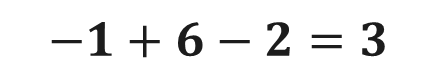 −1 + 6 − 2 = 3